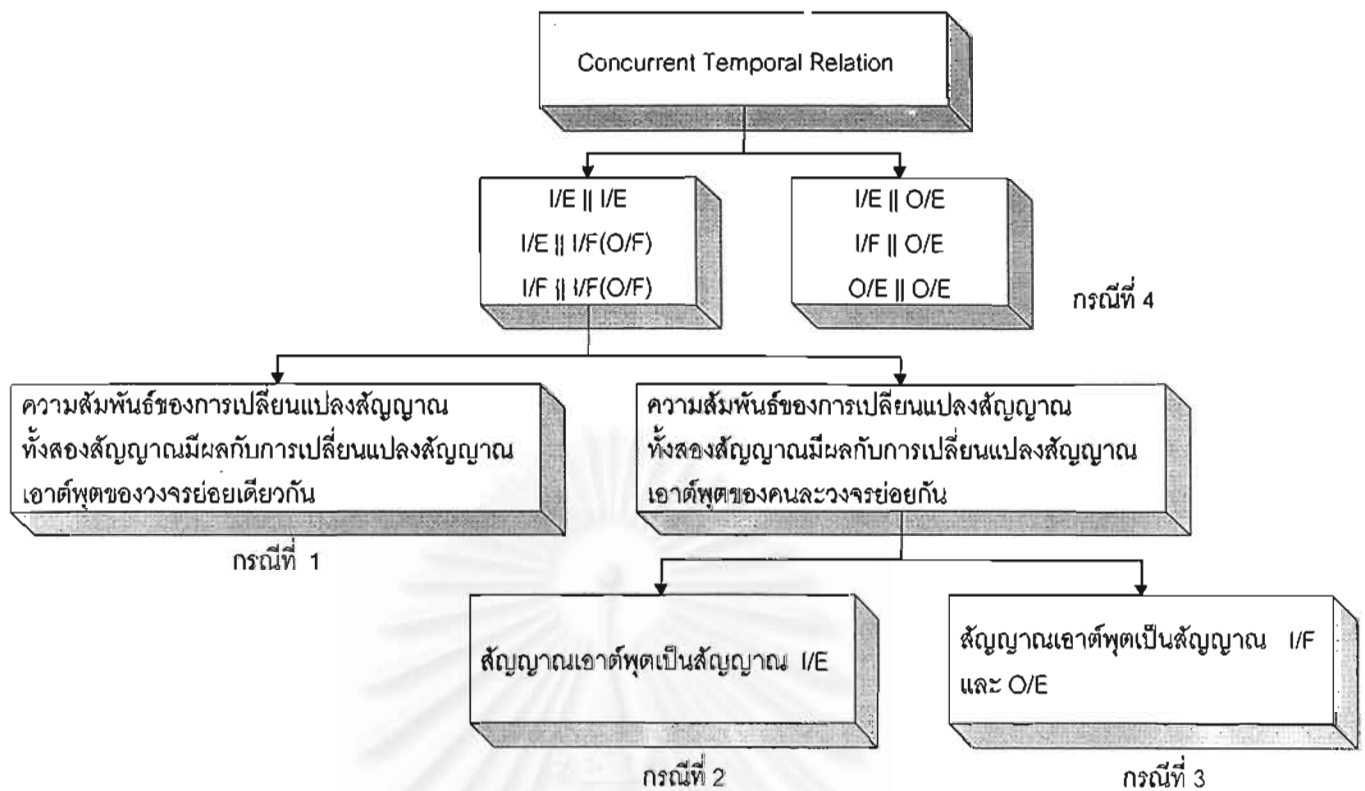 Concurrent Temporal Relation
I/E || I/E
I/E || I/F(O/F)
I/F || I/F(O/F)
I/E || O/E
I/F || O/E
O/E || O/E
กรณีที่ 4
ความสัมพันธ์ของการเปลี่ยนแปลงสัญญาณ
ทั้งสองสัญญาณมีผลกับการเปลี่ยนแปลงสัญญาณ
เอาต์พุตของวงจรย่อยเดียวกัน
กรณีที่ 1
ความสัมพันธ์ของการเปลี่ยนแปลงสัญญาณ
ทั้งสองสัญญาณมีผลกับการเปลี่ยนแปลงสัญญาณ
เอาต์พุตของคนละวงจรย่อยกัน
สัญญาณเอาต์พุตเป็นสัญญาณ I/E
กรณีที่ 2
สัญญาณเอาต์พุตเป็นสัญญาณ I/F
และ O/E
กรณีที่ 3